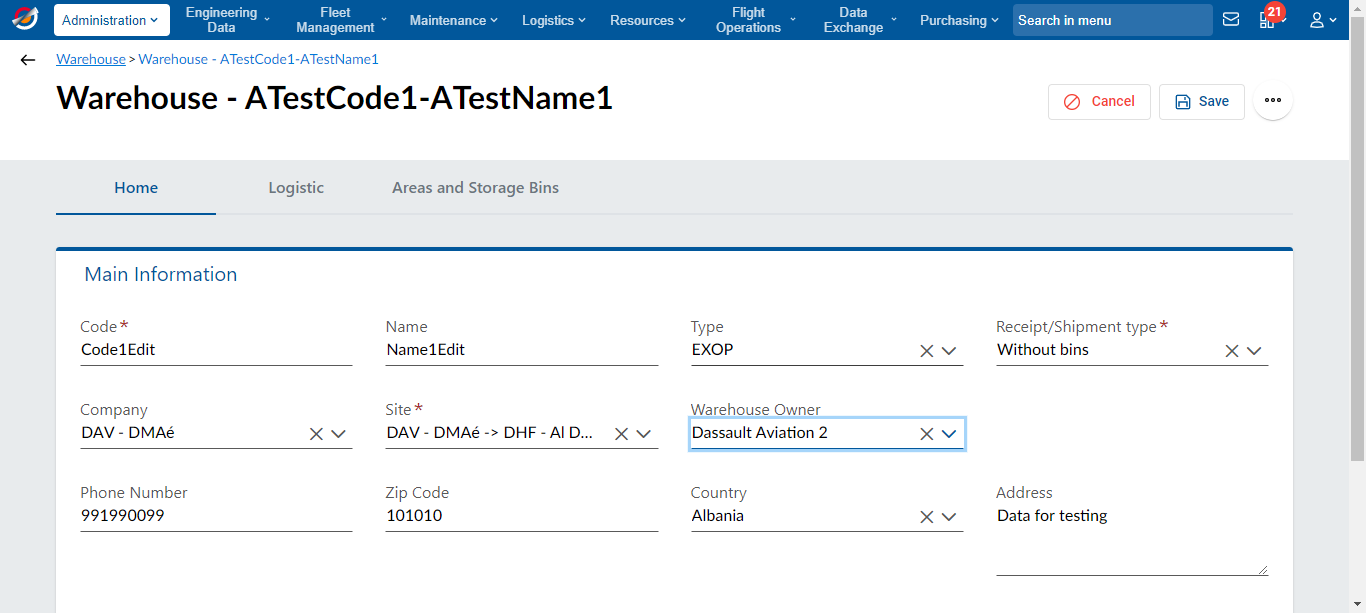 Administration
Engineering Data
Fleet Management
Maintenance
Logistics
Resources
Flight Operations
Data Exchange
Purchasing
Search in menu
21
Warehouse > Warehouse - ATestCode1-ATestName1
Warehouse - ATestCode1-ATestName1
Cancel
Save
Home
Logistic
Areas and Storage Bins
Main Information
Code*
Code1Edit
Name
Name1Edit
Type
EXOP
Receipt/Shipment type*
Without bins
Company
DAV - DMAé
Site*
DAV - DMAé -> DHF - Al D...
Warehouse Owner
Dassault Aviation 2
Phone Number
991990099
Zip Code
101010
Country
Albania
Address
Data for testing